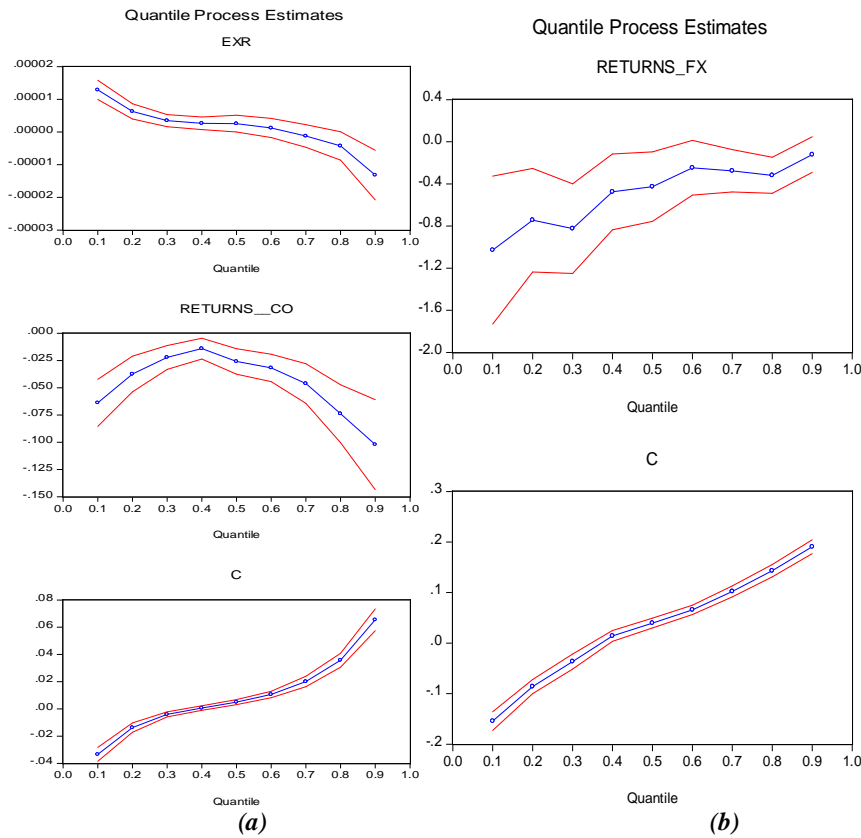 Quantile Process Estimates
EXR
.00002
.00001
.00000
-.00001
-.00002
-.00003
0.0 0.1 0.2 0.3 0.4 0.5 0.6 0.7 0.8 0.9 1.0
Quantile
RETURNS__CO
.000
-.025
-.050
-.075
-.100
-.125
-.150
0.0 0.1 0.2 0.3 0.4 0.5 0.6 0.7 0.8 0.9 1.0
Quantile
C
.08
.06
.04
.02
.00
-.02
-.04
0.0 0.1 0.2 0.3 0.4 0.5 0.6 0.7 0.8 0.9 1.0
Quantile
(a)
Quantile Process Estimates
RETURNS_FX
0.4
0.0
-0.4
-0.8
-1.2
-1.6
-2.0
0.0 0.1 0.2 0.3 0.4 0.5 0.6 0.7 0.8 0.9 1.0
Quantile
C
.3
.2
.1
.0
-.1
-.2
0.0 0.1 0.2 0.3 0.4 0.5 0.6 0.7 0.8 0.9 1.0
Quantile
(b)